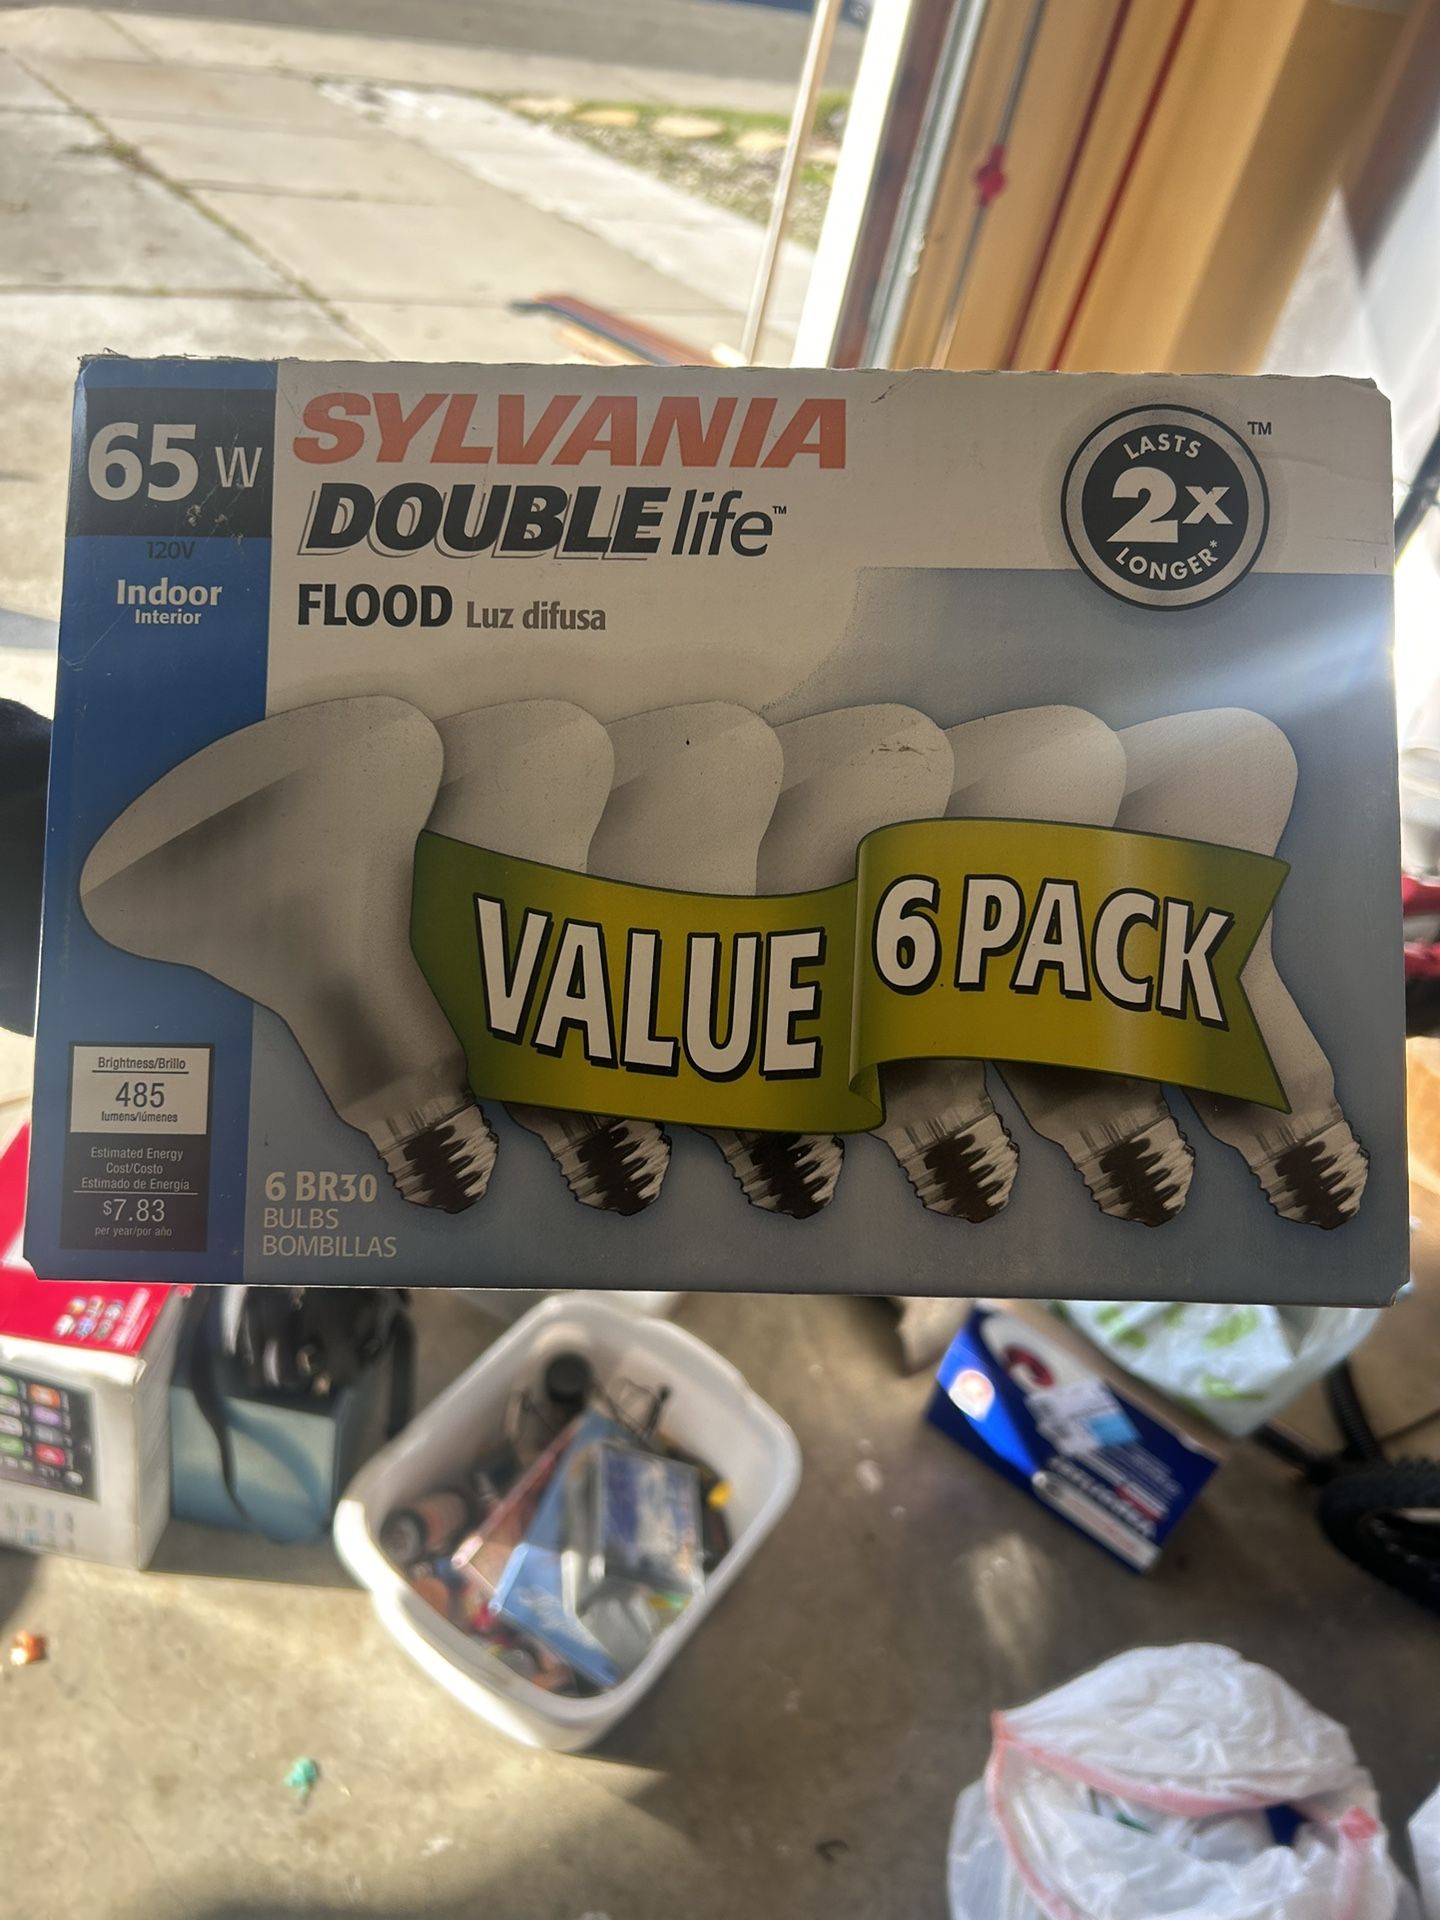 65 W
120V
Indoor
Interior
SYLVANIA
DOUBLE life™
FLOOD Luz difusa
LASTS
2X
LONGER*
™
VALUE 6 PACK
Brightness/Brillo
485
lumens/lúmenes
Estimated Energy
Cost/Costo
Estimado de Energía
$7.83
per year/por año
6 BR30
BULBS
BOMBILLAS